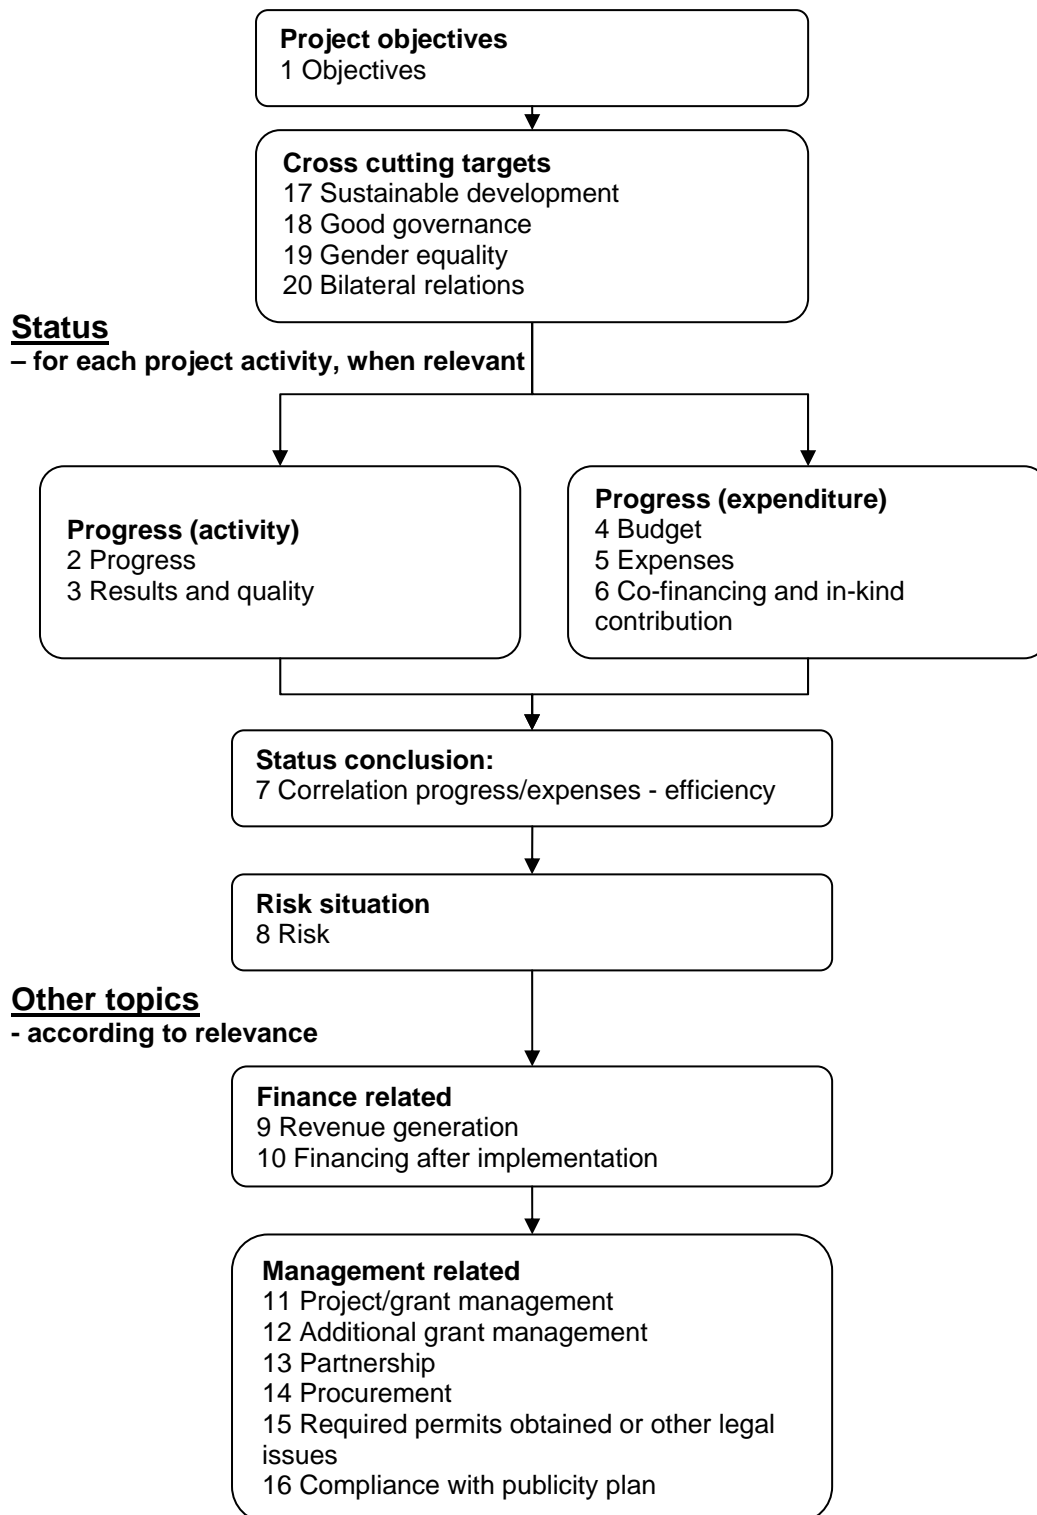 Project objectives
1 Objectives
Cross cutting targets
17 Sustainable development
18 Good governance
19 Gender equality
20 Bilateral relations
Status
– for each project activity, when relevant
Progress (activity)
2 Progress
3 Results and quality
Progress (expenditure)
4 Budget
5 Expenses
6 Co-financing and in-kind
contribution
Status conclusion:
7 Correlation progress/expenses - efficiency
Risk situation
8 Risk
Other topics
- according to relevance
Finance related
9 Revenue generation
10 Financing after implementation
Management related
11 Project/grant management
12 Additional grant management
13 Partnership
14 Procurement
15 Required permits obtained or other legal
issues
16 Compliance with publicity plan